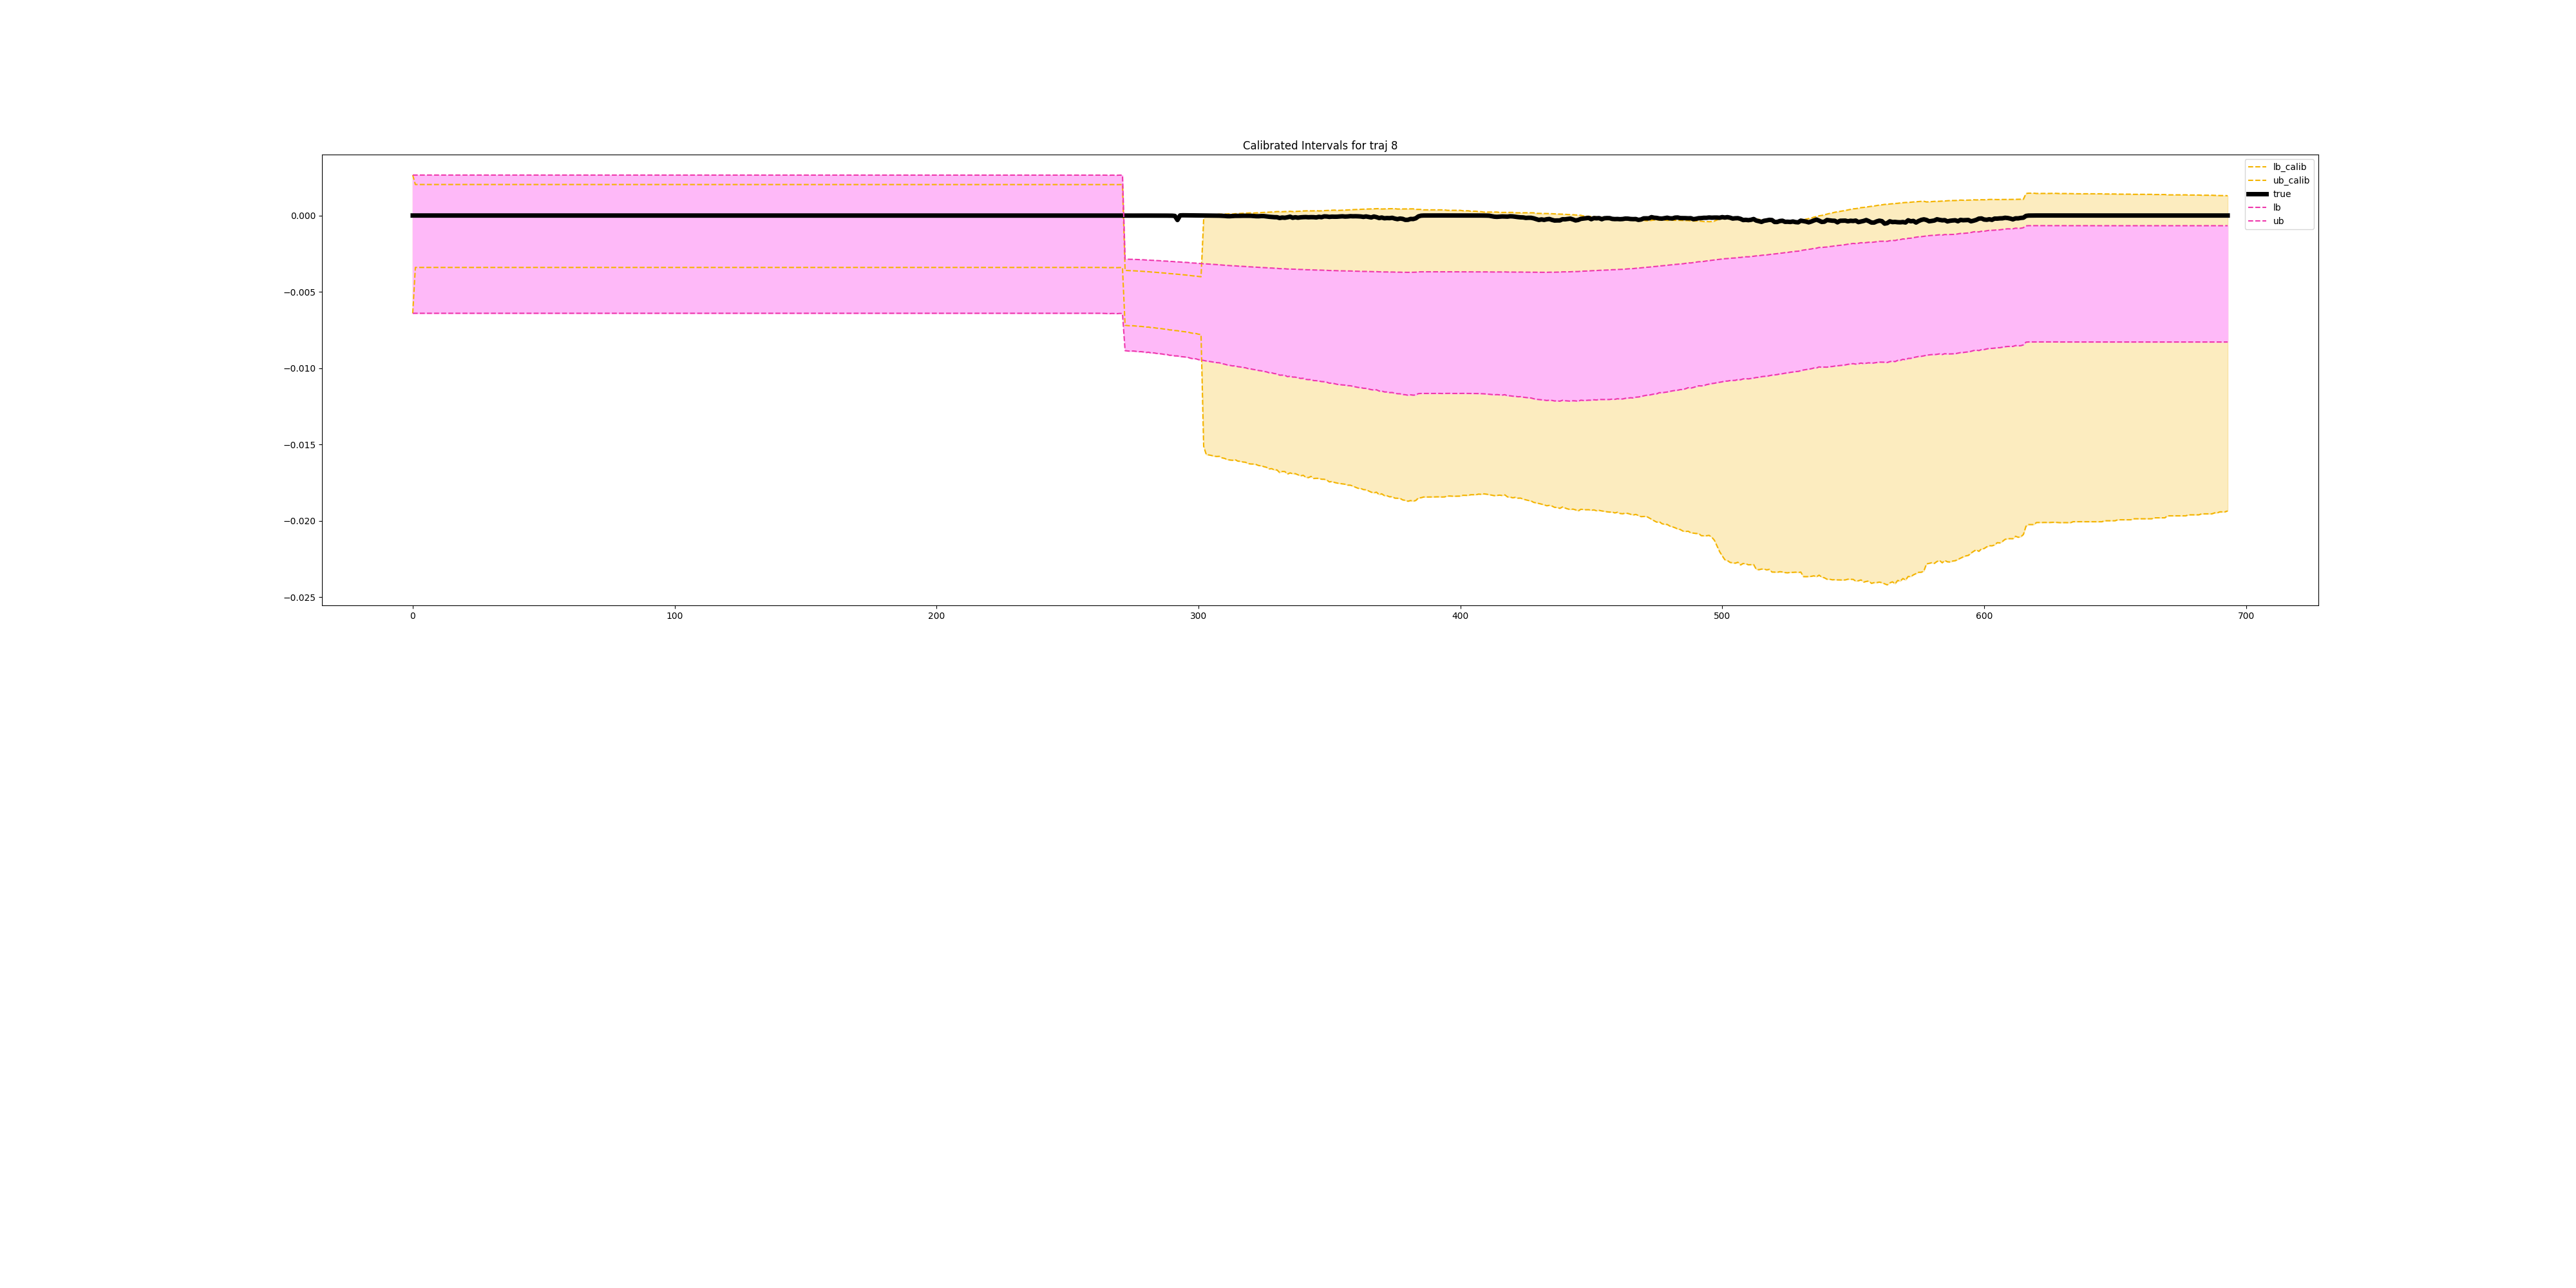 Calibrated Intervals for traj 8
lb_calib
ub_calib
true
lb
ub
0.000
−0.005
−0.010
−0.015
−0.020
−0.025
0 100 200 300 400 500 600 700